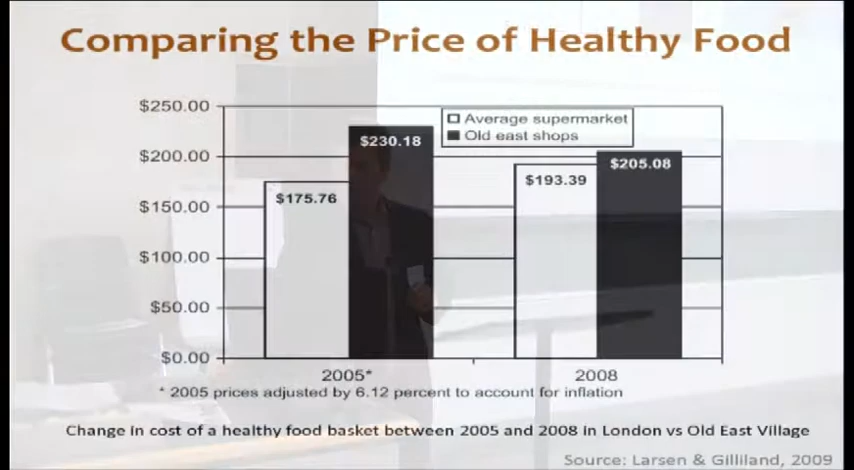 Comparing the Price of Healthy Food
$250.00
$200.00
$150.00
$100.00
$50.00
$0.00
Average supermarket
Old east shops
$175.76
$230.18
$193.39
$205.08
2005*
2008
* 2005 prices adjusted by 6.12 percent to account for inflation
Change in cost of a healthy food basket between 2005 and 2008 in London vs Old East Village
Source: Larsen & Gilliland, 2009